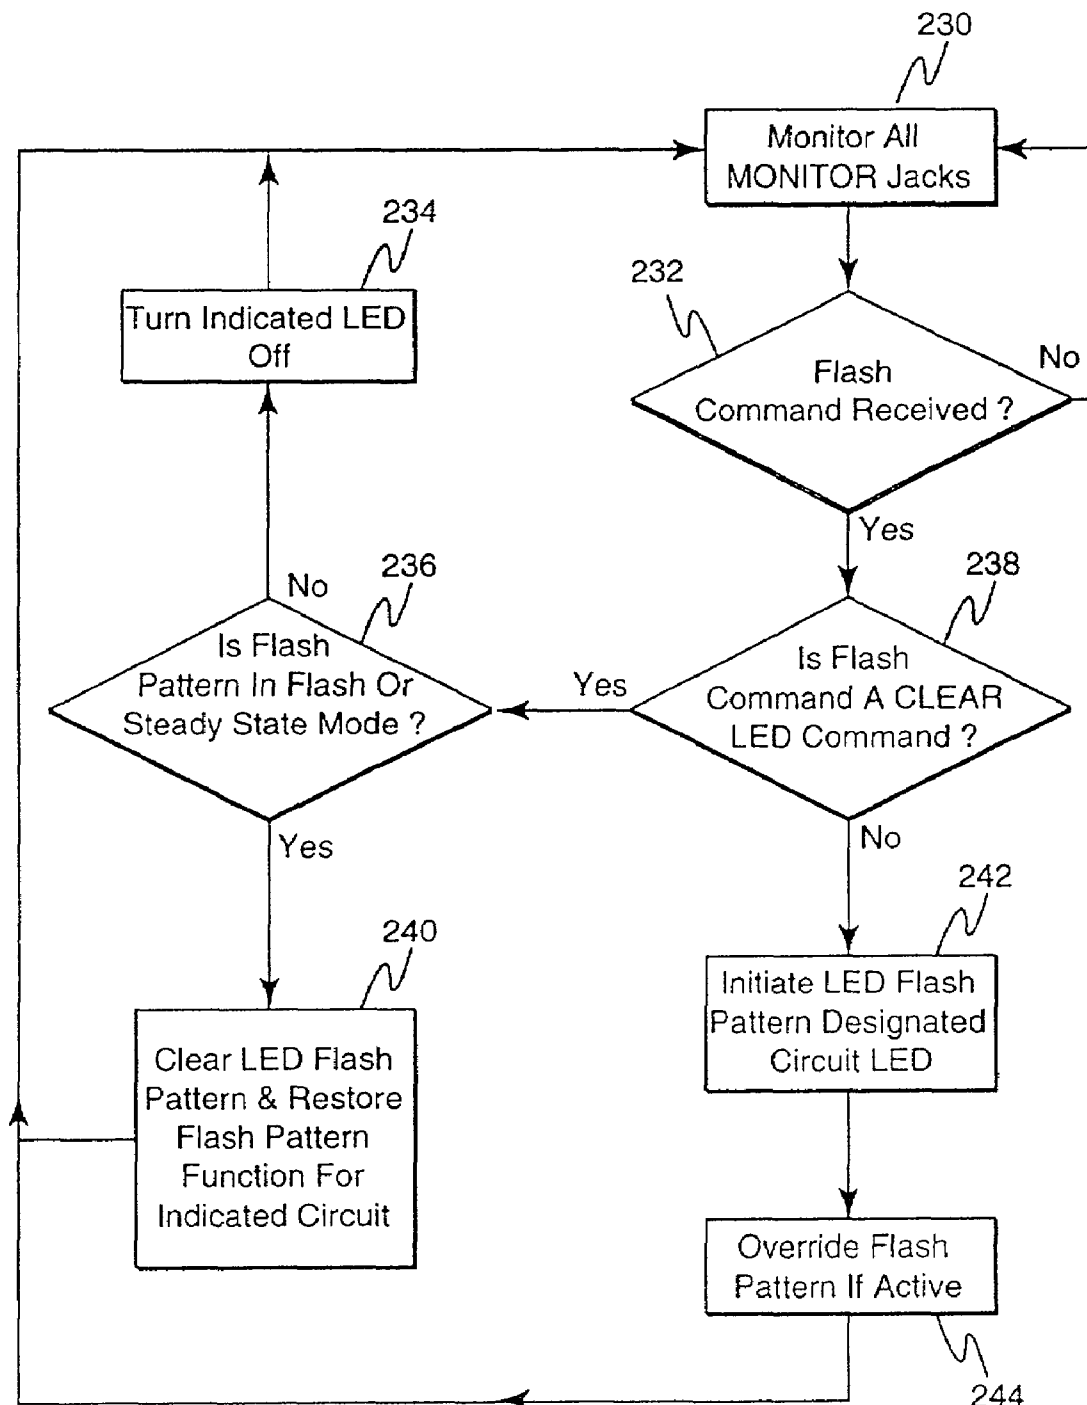 230
Monitor All
MONITOR Jacks
234
232
Turn Indicated LED
Off
Flash
Command Received ?
No
Yes
236
238
No
Is Flash
Pattern In Flash Or
Steady State Mode ?
Yes
Is Flash
Command A CLEAR
LED Command ?
Yes
No
240
242
Clear LED Flash
Pattern & Restore
Flash Pattern
Function For
Indicated Circuit
Initiate LED Flash
Pattern Designated
Circuit LED
Override Flash
Pattern If Active
244